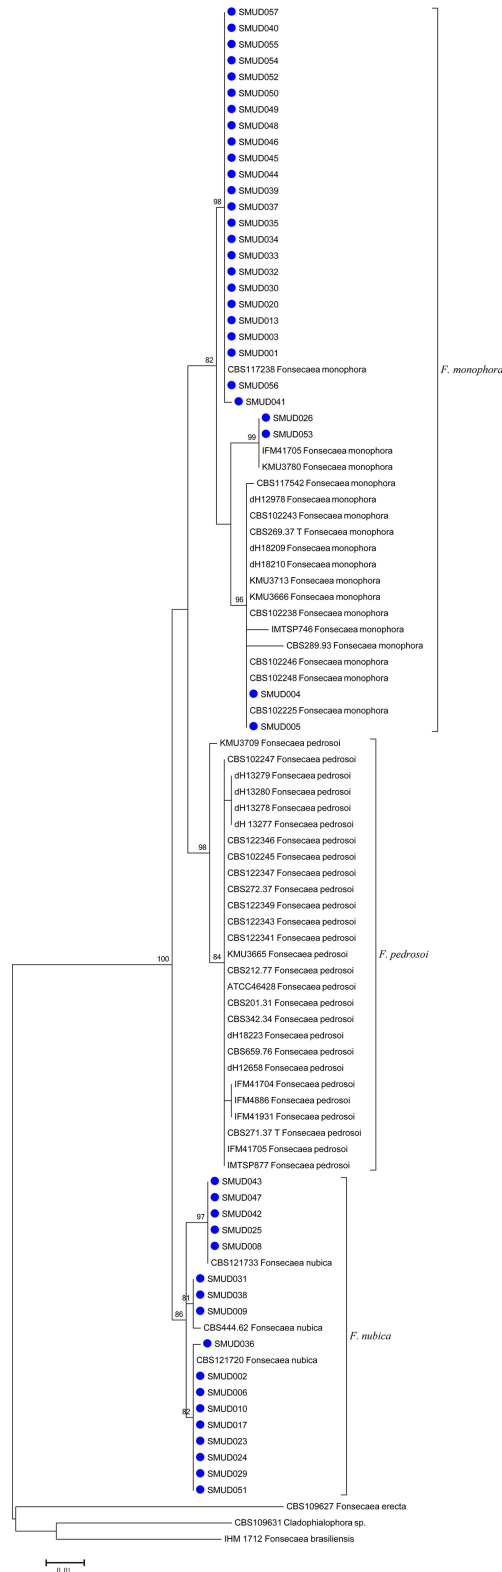 SMUD057
SMUD040
SMUD055
SMUD054
SMUD052
SMUD050
SMUD049
SMUD048
SMUD046
SMUD045
SMUD044
SMUD039
98
SMUD037
SMUD035
SMUD034
SMUD033
SMUD032
SMUD030
SMUD020
SMUD013
SMUD003
SMUD001
82
CBS117238 Fonsecaea monophora
F. monophora
SMUD056
SMUD041
SMUD026
SMUD053
99
IFM41705 Fonsecaea monophora
KMU3780 Fonsecaea monophora
CBS117542 Fonsecaea monophora
dH12978 Fonsecaea monophora
CBS102243 Fonsecaea monophora
CBS269.37 T Fonsecaea monophora
dH18209 Fonsecaea monophora
dH18210 Fonsecaea monophora
KMU3713 Fonsecaea monophora
KMU3666 Fonsecaea monophora
96
CBS102238 Fonsecaea monophora
IMTSP746 Fonsecaea monophora
CBS289.93 Fonsecaea monophora
CBS102246 Fonsecaea monophora
CBS102248 Fonsecaea monophora
SMUD004
CBS102225 Fonsecaea monophora
SMUD005
KMU3709 Fonsecaea pedrosoi
CBS102247 Fonsecaea pedrosoi
dH13279 Fonsecaea pedrosoi
dH13280 Fonsecaea pedrosoi
dH13278 Fonsecaea pedrosoi
dH 13277 Fonsecaea pedrosoi
CBS122346 Fonsecaea pedrosoi
98
CBS102245 Fonsecaea pedrosoi
CBS122347 Fonsecaea pedrosoi
CBS272.37 Fonsecaea pedrosoi
CBS122349 Fonsecaea pedrosoi
CBS122343 Fonsecaea pedrosoi
CBS122341 Fonsecaea pedrosoi
84
KMU3665 Fonsecaea pedrosoi
F. pedrosoi
100
CBS212.77 Fonsecaea pedrosoi
ATCC46428 Fonsecaea pedrosoi
CBS201.31 Fonsecaea pedrosoi
CBS342.34 Fonsecaea pedrosoi
dH18223 Fonsecaea pedrosoi
CBS659.76 Fonsecaea pedrosoi
dH12658 Fonsecaea pedrosoi
IFM41704 Fonsecaea pedrosoi
IFM4886 Fonsecaea pedrosoi
IFM41931 Fonsecaea pedrosoi
CBS271.37 T Fonsecaea pedrosoi
IFM41705 Fonsecaea pedrosoi
IMTSP877 Fonsecaea pedrosoi
SMUD043
SMUD047
97
SMUD042
SMUD025
SMUD008
CBS121733 Fonsecaea nubica
SMUD031
81
SMUD038
SMUD009
86
CBS444.62 Fonsecaea nubica
F. nubica
SMUD036
CBS121720 Fonsecaea nubica
SMUD002
SMUD006
82
SMUD010
SMUD017
SMUD023
SMUD024
SMUD029
SMUD051
CBS109627 Fonsecaea erecta
CBS109631 Cladophialophora sp.
IHM 1712 Fonsecaea brasiliensis
0.01